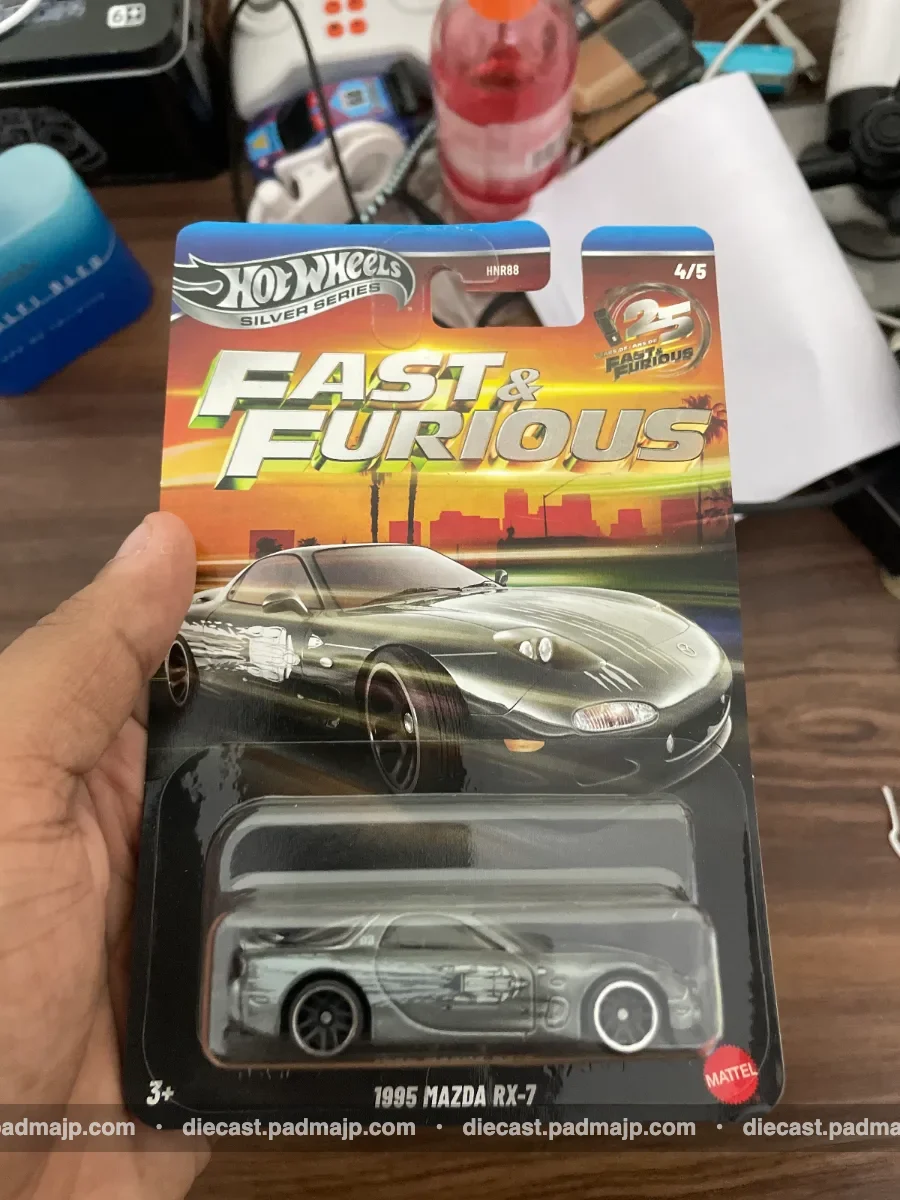 6+
HOT WHEELS
SILVER SERIES
HNR88
4/5
25
FAST & FURIOUS
FAST &
FURIOUS
3+
1995 MAZDA RX-7
MATTEL
padmajp.com • diecast.padmajp.com • diecast.padmajp.com • diecast.padma